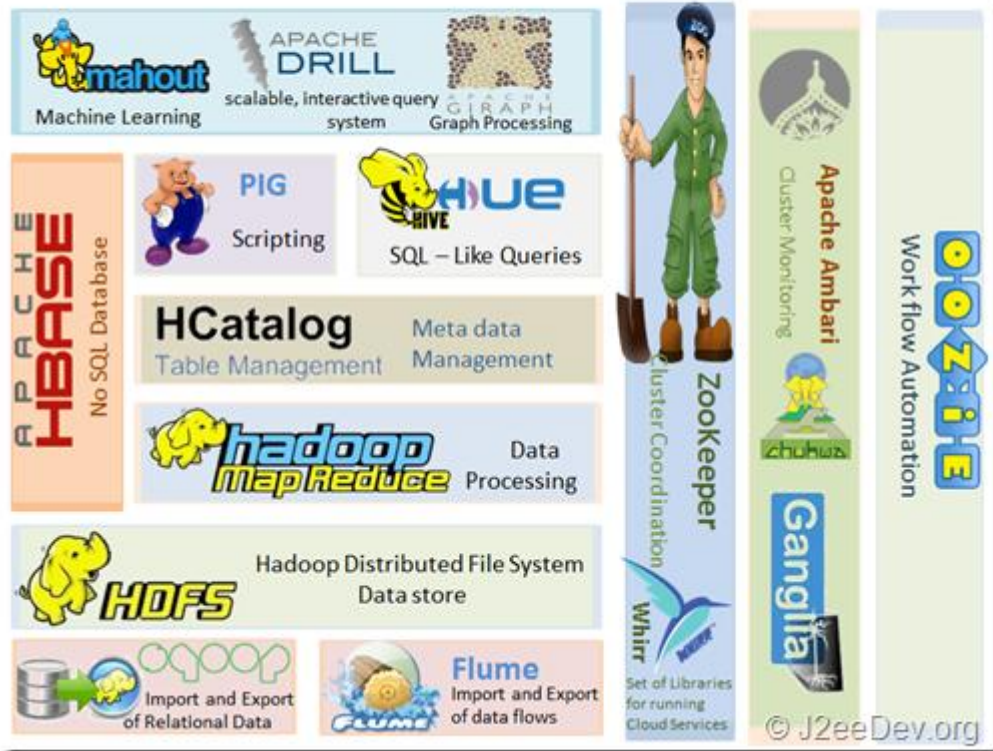 mahout
Machine Learning
APACHE
DRILL
scalable, interactive query
system
APACHE
GIRAPH
Graph Processing
APACHE
HBASE
No SQL Database
PIG
Scripting
HIVE
HUE
SQL – Like Queries
HCatalog
Table Management
Meta data
Management
hadoop
Map Reduce
Data
Processing
HDFS
Hadoop Distributed File System
Data store
sqoop
Import and Export
of Relational Data
FLUME
Flume
Import and Export
of data flows
ZooKeeper
Cluster Coordination
Whirr
WHIRR
Set of Libraries
for running
Cloud Services
Apache Ambari
Cluster Monitoring
chukwa
Ganglia
OOZiE
Work flow Automation
© J2eeDev.org